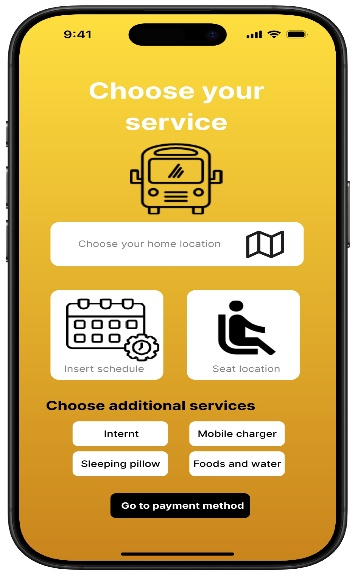 9:41
Choose your
service
Choose your home location
Insert schedule
Seat location
Choose additional services
Internt
Mobile charger
Sleeping pillow
Foods and water
Go to payment method